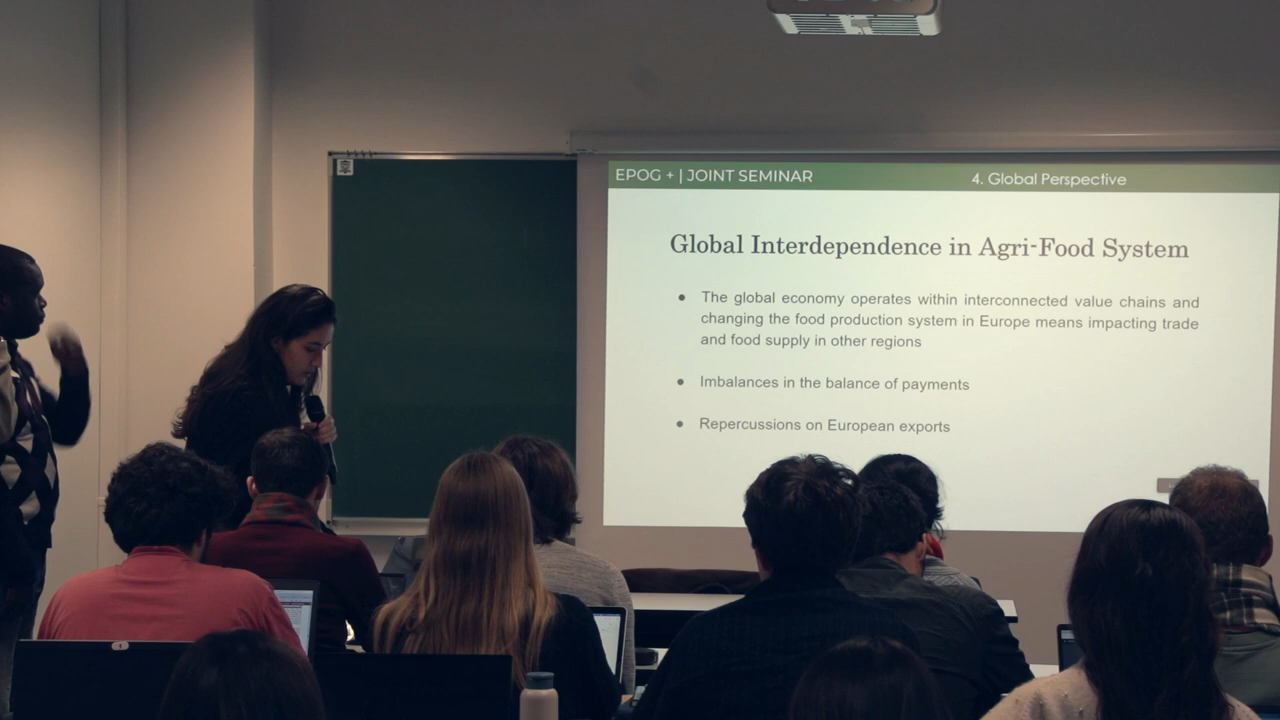 EPOG + | JOINT SEMINAR
4. Global Perspective
Global Interdependence in Agri-Food System
• The global economy operates within interconnected value chains and
changing the food production system in Europe means impacting trade
and food supply in other regions
• Imbalances in the balance of payments
• Repercussions on European exports